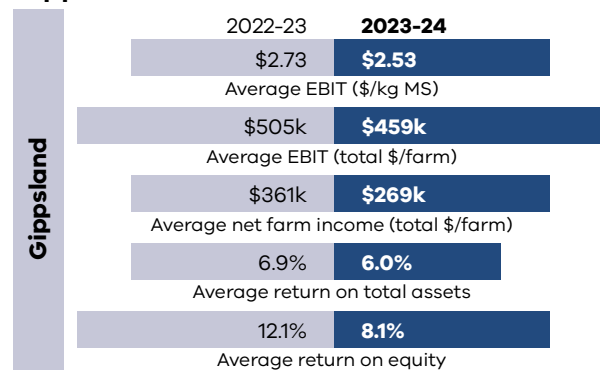 2022-23 2023-24
$2.73 $2.53
Average EBIT ($/kg MS)
$505k $459k
Average EBIT (total $/farm)
Gippsland
$361k $269k
Average net farm income (total $/farm)
6.9% 6.0%
Average return on total assets
12.1% 8.1%
Average return on equity